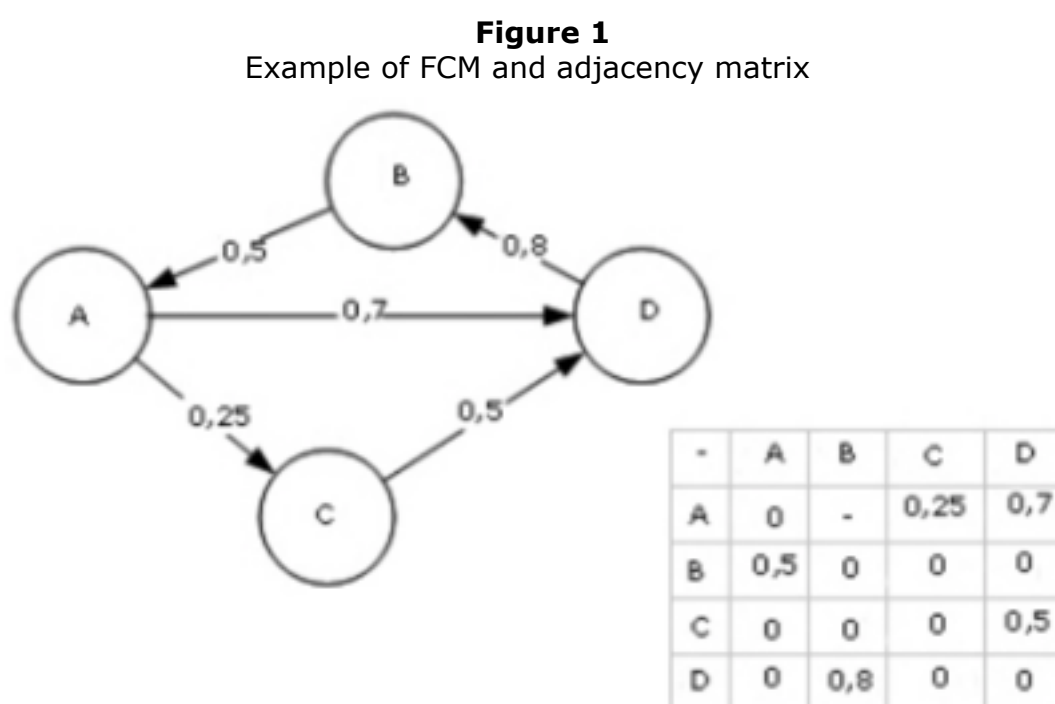 Figure 1
Example of FCM and adjacency matrix
B
0,5
0,8
A
0,7
D
0,25
0,5
C
- A B C D
A 0 - 0,25 0,7
B 0,5 0 0 0
C 0 0 0 0,5
D 0 0,8 0 0